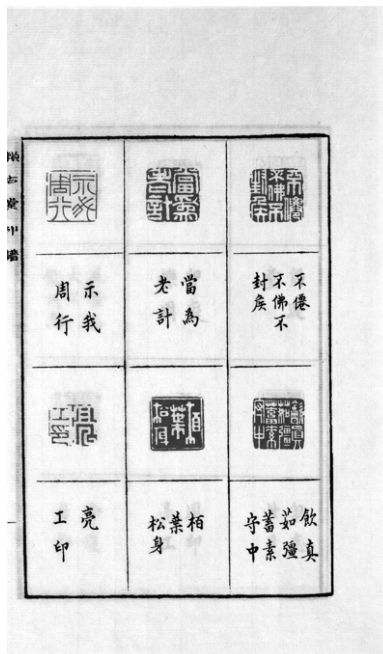 不僊
不佛不
封矦
當為
老計
示我
周行
飲真
茹彊
蓄素
守中
栢
葉
松身
亮
工印